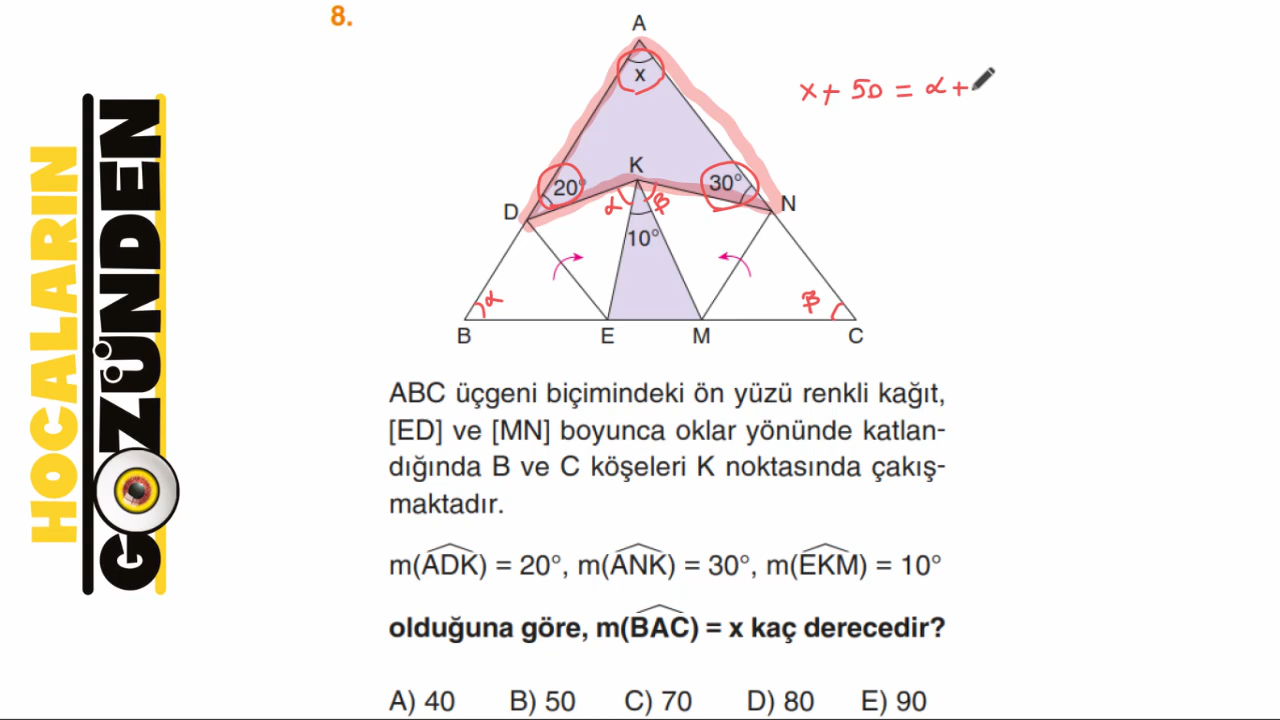 HOCALARIN
GÖZÜNDEN
8.
A
x
x + 50 = α +
K
20°
30°
D
N
α
β
10°
α
β
B
E
M
C
ABC üçgeni biçimindeki ön yüzü renkli kağıt,
[ED] ve [MN] boyunca oklar yönünde katlan-
dığında B ve C köşeleri K noktasında çakış-
maktadır.
m(ADK) = 20°, m(ANK) = 30°, m(EKM) = 10°
olduğuna göre, m(BAC) = x kaç derecedir?
A) 40 B) 50 C) 70 D) 80 E) 90